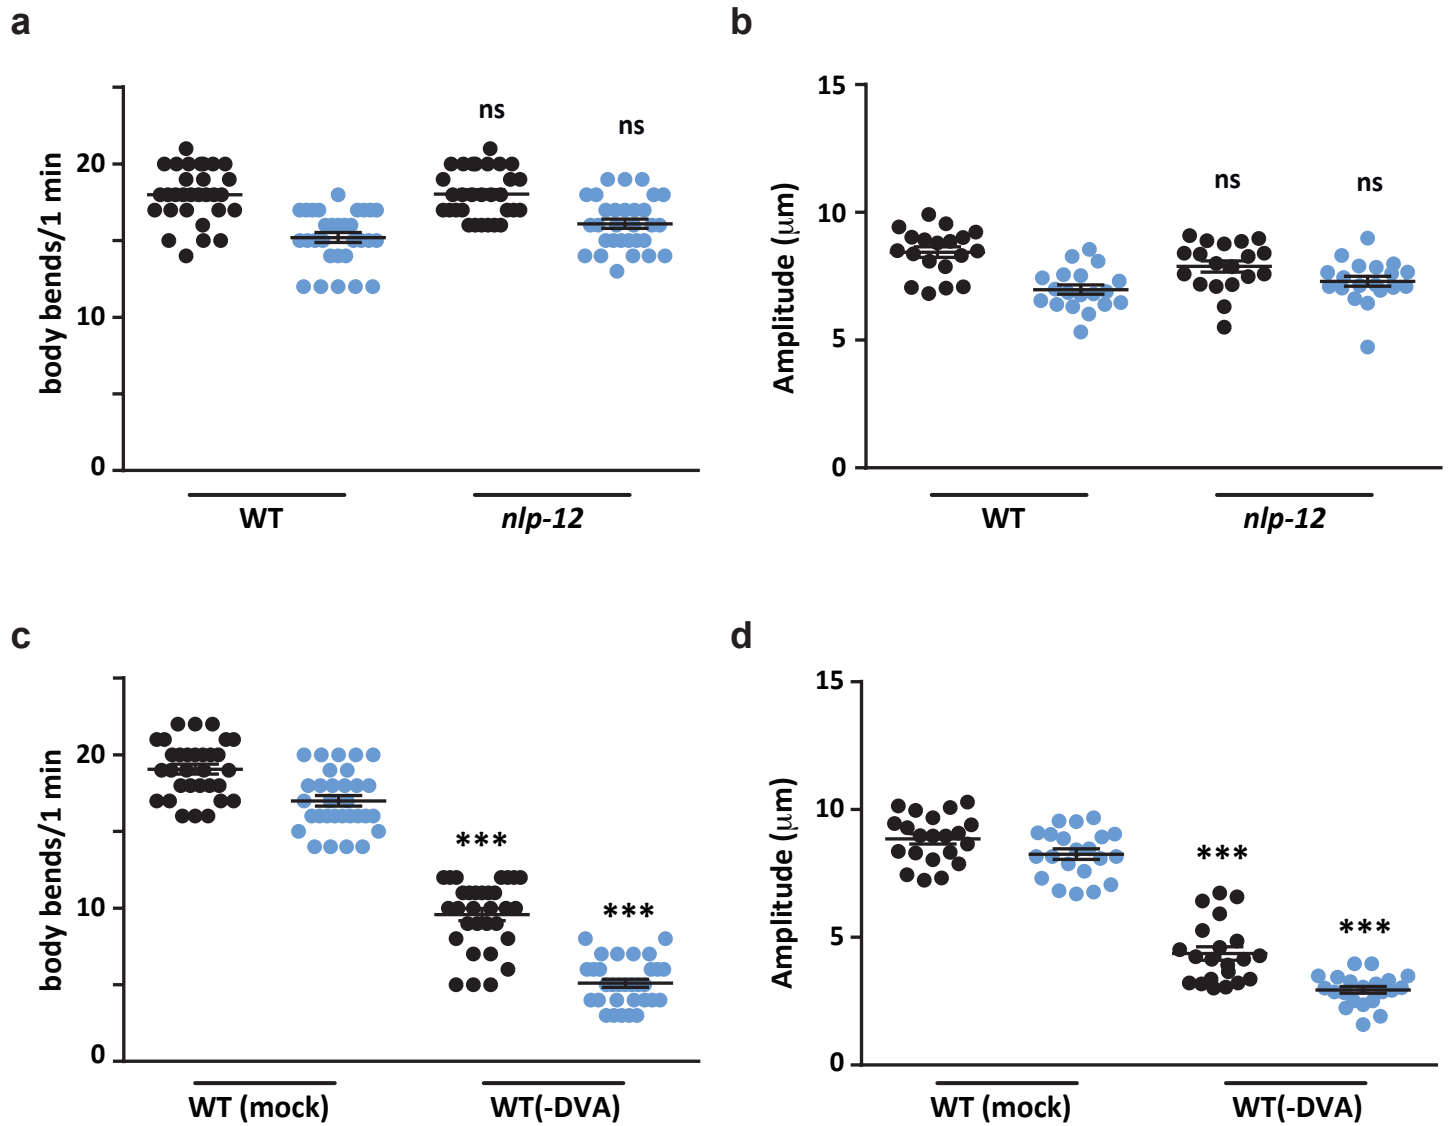 a
body bends/1 min
20
10
0
ns
ns
WT
nlp-12
b
Amplitude (μm)
15
10
5
0
ns
ns
WT
nlp-12
c
body bends/1 min
20
10
0
***
***
WT (mock)
WT(-DVA)
d
Amplitude (μm)
15
10
5
0
***
***
WT (mock)
WT(-DVA)